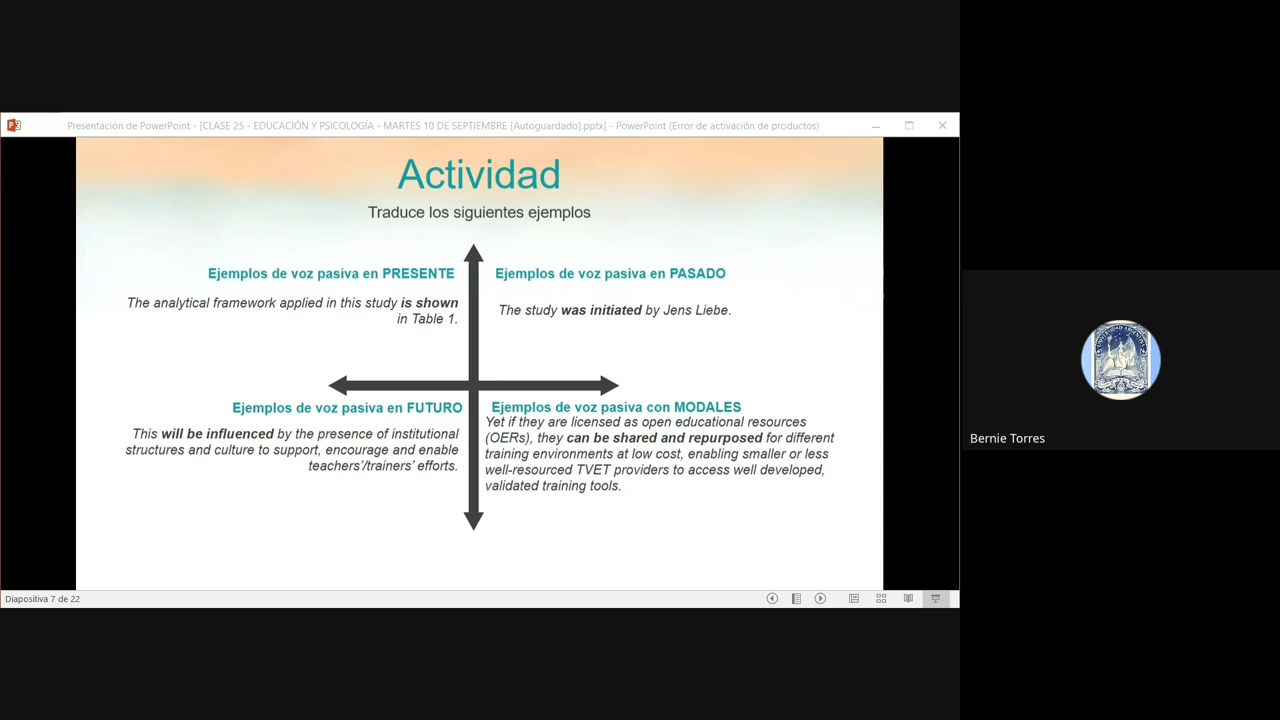 Presentación de PowerPoint - [CLASE 25 - EDUCACIÓN Y PSICOLOGÍA - MARTES 10 DE SEPTIEMBRE [Autoguardado].pptx] - PowerPoint (Error de activación de productos)
Actividad
Traduce los siguientes ejemplos
Ejemplos de voz pasiva en PRESENTE
The analytical framework applied in this study is shown
in Table 1.
Ejemplos de voz pasiva en PASADO
The study was initiated by Jens Liebe.
Ejemplos de voz pasiva en FUTURO
This will be influenced by the presence of institutional
structures and culture to support, encourage and enable
teachers'/trainers' efforts.
Ejemplos de voz pasiva con MODALES
Yet if they are licensed as open educational resources
(OERs), they can be shared and repurposed for different
training environments at low cost, enabling smaller or less
well-resourced TVET providers to access well developed,
validated training tools.
Diapositiva 7 de 22
Bernie Torres